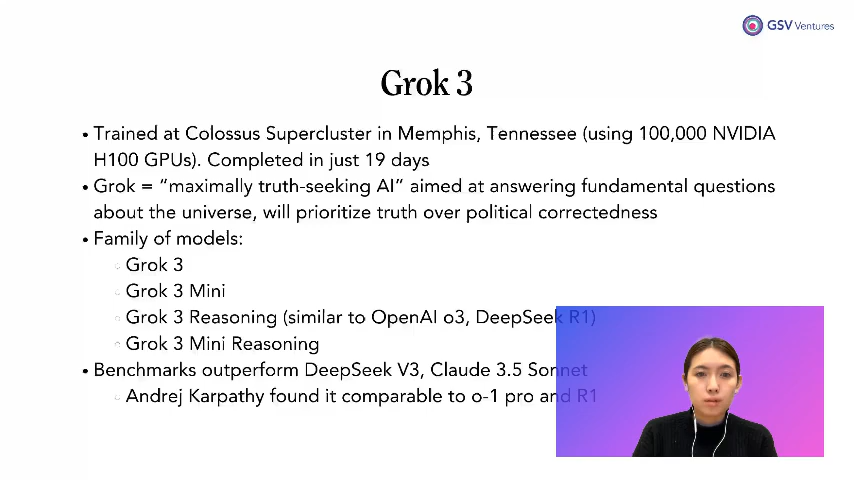 GSV Ventures
Grok 3
• Trained at Colossus Supercluster in Memphis, Tennessee (using 100,000 NVIDIA
H100 GPUs). Completed in just 19 days
• Grok = “maximally truth-seeking AI” aimed at answering fundamental questions
about the universe, will prioritize truth over political correctedness
• Family of models:
◦ Grok 3
◦ Grok 3 Mini
◦ Grok 3 Reasoning (similar to OpenAI o3, DeepSeek R1)
◦ Grok 3 Mini Reasoning
• Benchmarks outperform DeepSeek V3, Claude 3.5 Sonnet
◦ Andrej Karpathy found it comparable to o-1 pro and R1